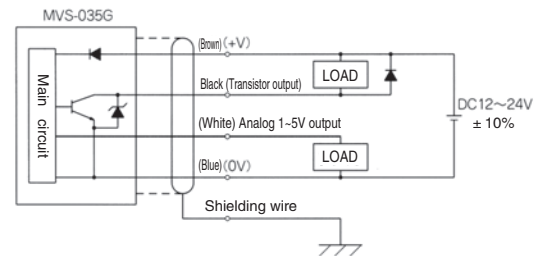 MVS-035G
(Brown) (+V)
LOAD
Black (Transistor output)
Main circuit
DC12～24V
± 10%
(White) Analog 1~5V output
LOAD
(Blue) (0V)
Shielding wire